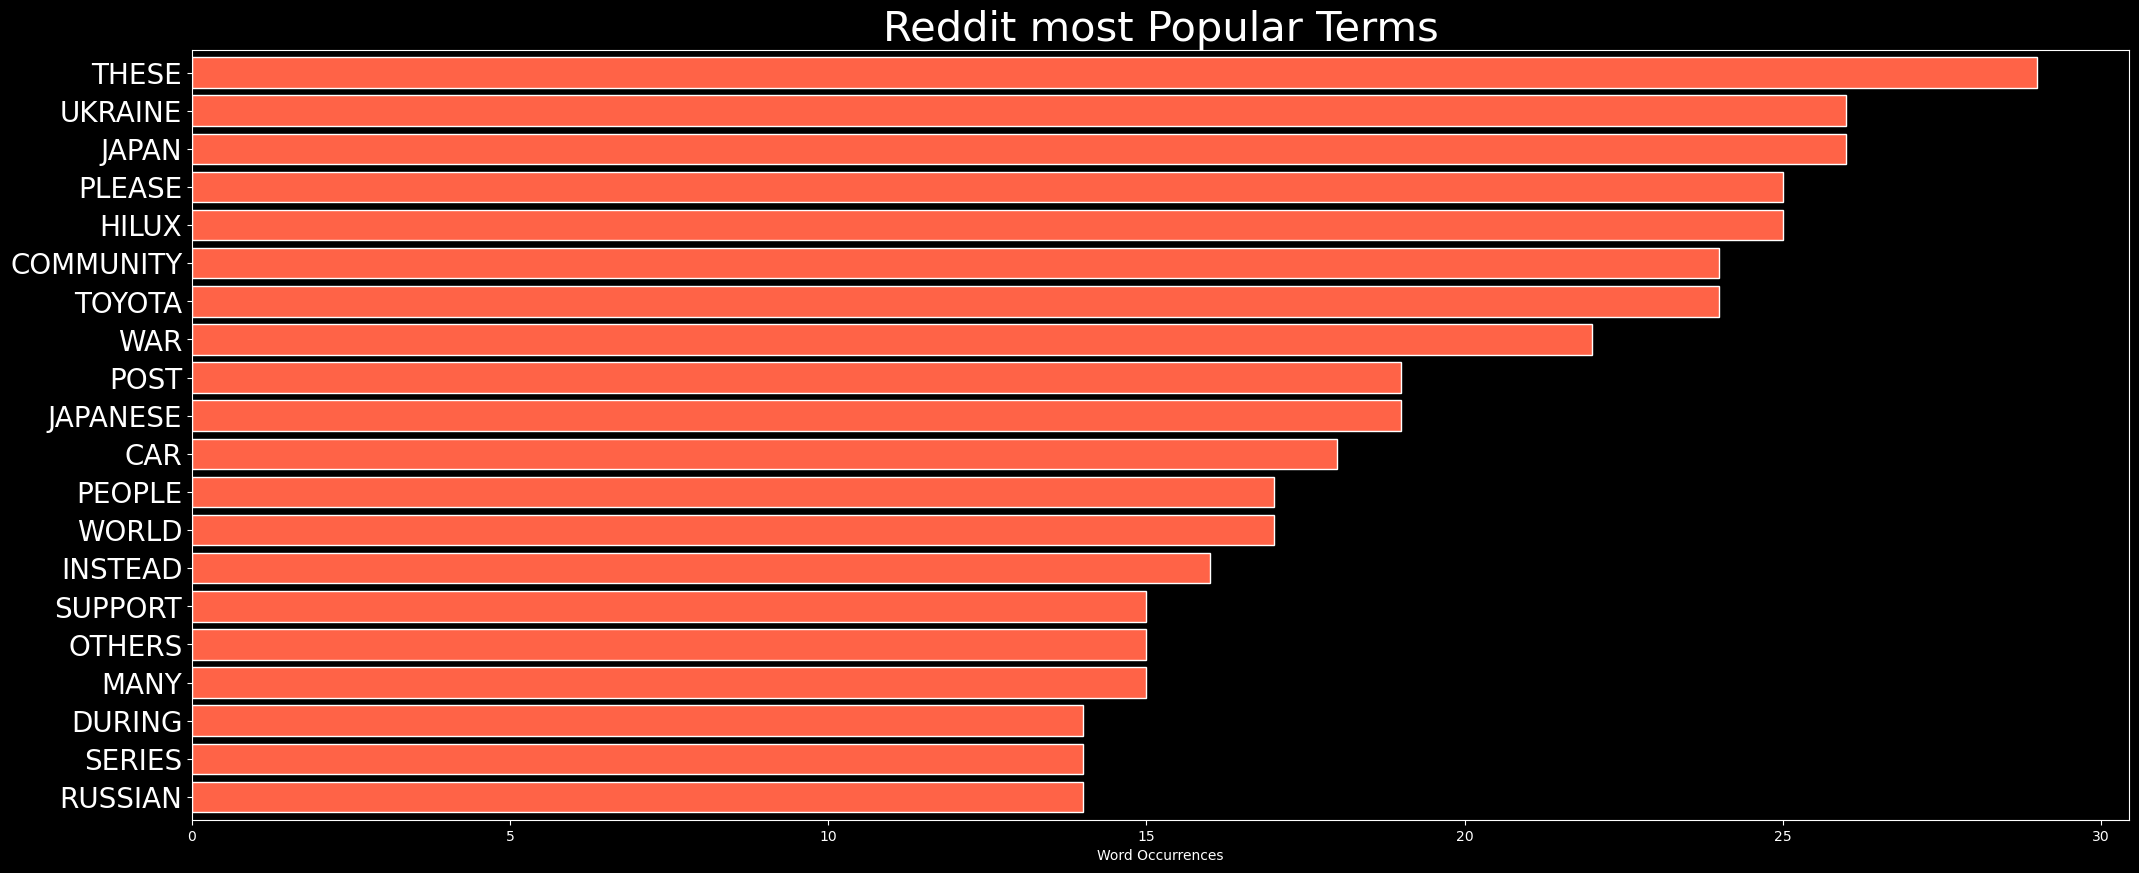 Reddit most Popular Terms
THESE
UKRAINE
JAPAN
PLEASE
HILUX
COMMUNITY
TOYOTA
WAR
POST
JAPANESE
CAR
PEOPLE
WORLD
INSTEAD
SUPPORT
OTHERS
MANY
DURING
SERIES
RUSSIAN
0 5 10 15 20 25 30
Word Occurrences